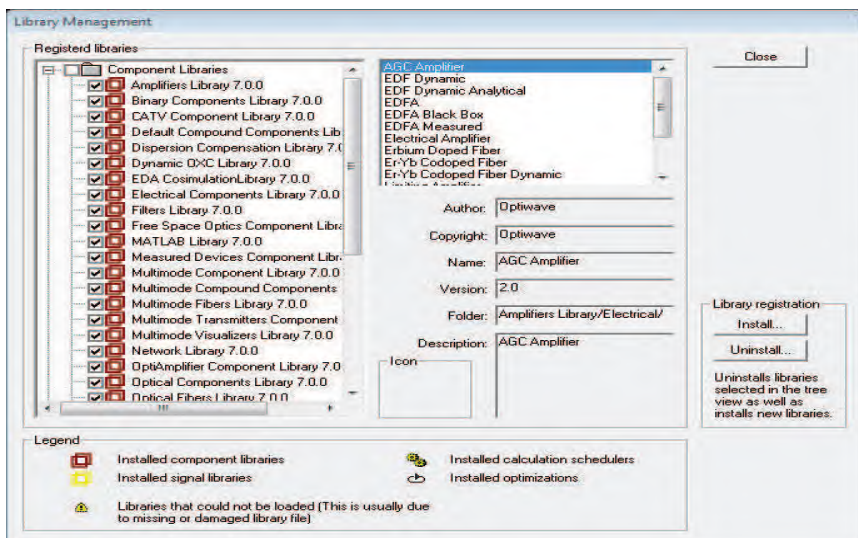 Library Management
Registerd libraries
Component Libraries
Amplifiers Library 7.0.0
Binary Components Library 7.0.0
CATV Component Library 7.0.0
Default Compound Components Lib
Dispersion Compensation Library 7.(
Dynamic OXC Library 7.0.0
EDA CosimulationLibrary 7.0.0
Electrical Components Library 7.0.0
Filters Library 7.0.0
Free Space Optics Component Libra
MATLAB Library 7.0.0
Measured Devices Component Libr
Multimode Component Library 7.0.0
Multimode Compound Components
Multimode Fibers Library 7.0.0
Multimode Transmitters Component
Multimode Visualizers Library 7.0.0
Network Library 7.0.0
OptiAmplifier Component Library 7.0
Optical Components Library 7.0.0
Optical Fibers Library 7.0.0
AGC Amplifier
EDF Dynamic
EDF Dynamic Analytical
EDFA
EDFA Black Box
EDFA Measured
Electrical Amplifier
Erbium Doped Fiber
Er-Yb Codoped Fiber
Er-Yb Codoped Fiber Dynamic
Limiting Amplifier
Author: Optiwave
Copyright: Optiwave
Name: AGC Amplifier
Version: 2.0
Folder: Amplifiers Library/Electrical/
Description: AGC Amplifier
Icon
Close
Library registration
Install...
Uninstall...
Uninstalls libraries
selected in the tree
view as well as
installs new libraries.
Legend
Installed component libraries
Installed signal libraries
Libraries that could not be loaded (This is usually due
to missing or damaged library file)
Installed calculation schedulers
Installed optimizations